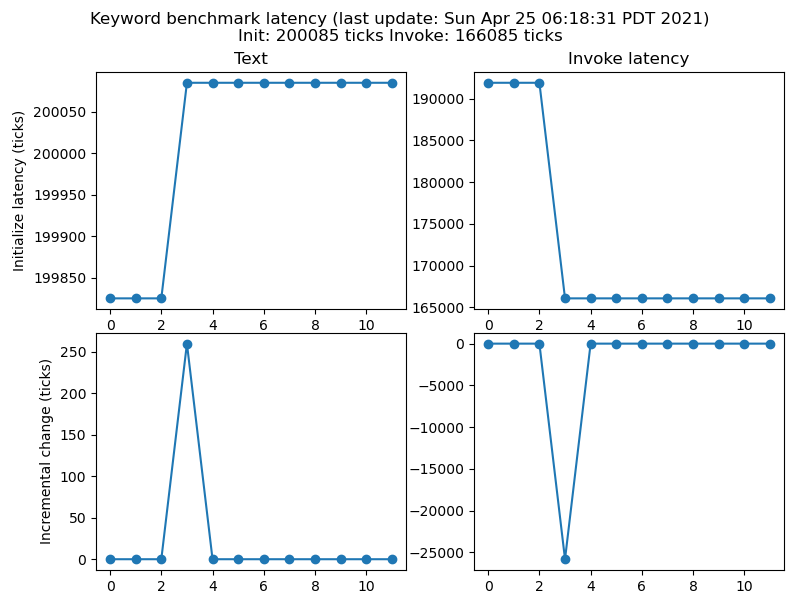 Keyword benchmark latency (last update: Sun Apr 25 06:18:31 PDT 2021)
Init: 200085 ticks Invoke: 166085 ticks
Text
Invoke latency
Initialize latency (ticks)
200050
200000
199950
199900
199850
0 2 4 6 8 10
190000
185000
180000
175000
170000
165000
0 2 4 6 8 10
Incremental change (ticks)
250
200
150
100
50
0
0 2 4 6 8 10
0
−5000
−10000
−15000
−20000
−25000
0 2 4 6 8 10